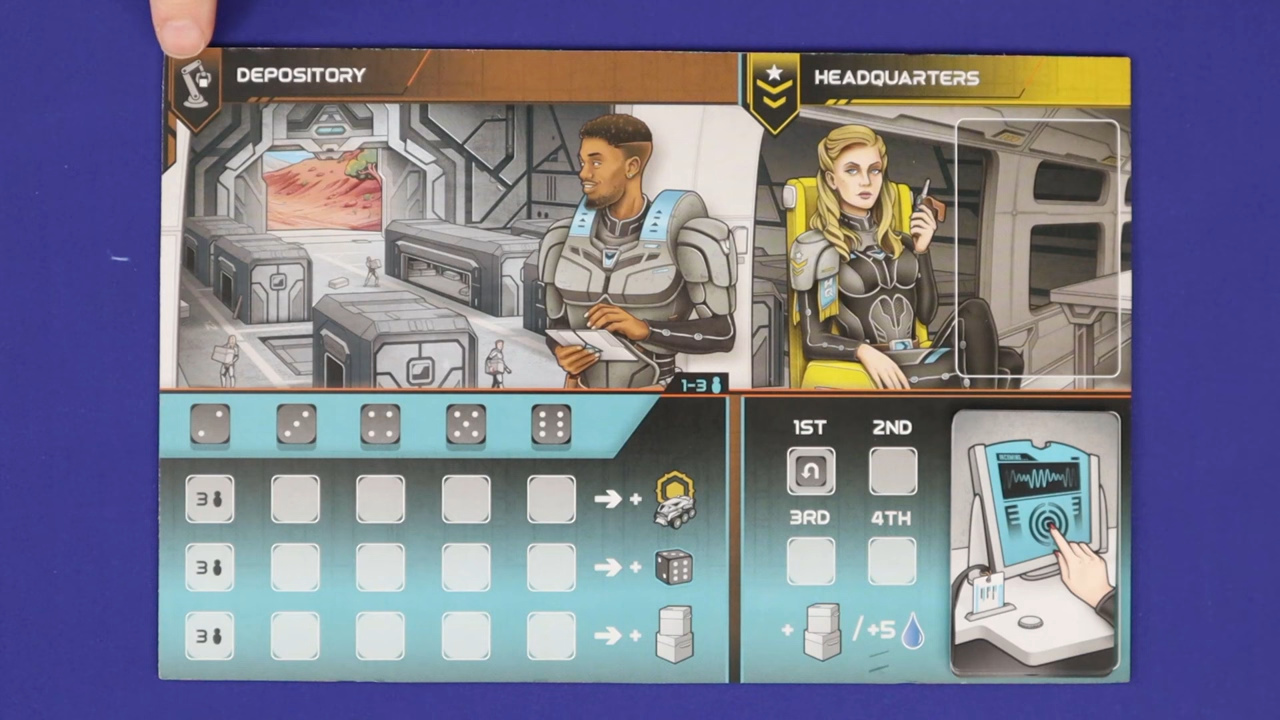 DEPOSITORY
HEADQUARTERS
1-3
1ST 2ND
3
3RD 4TH
3
3
+
+
+
+ / +5